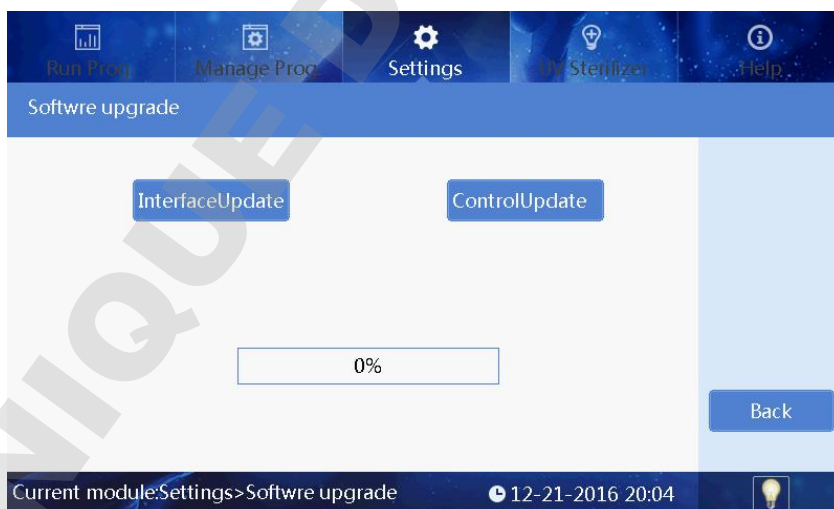 Run Prog
Manage Prog
Settings
UV Sterilizer
Help
Softwre upgrade
InterfaceUpdate
ControlUpdate
0%
Back
Current module:Settings>Softwre upgrade
12-21-2016 20:04
NIQUED